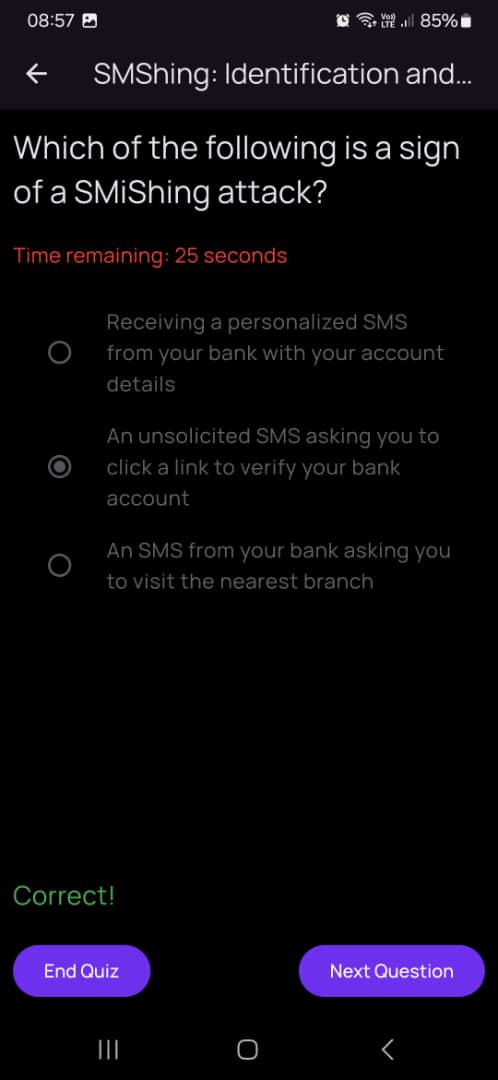 08:57
Vo)) LTE 85%
SMShing: Identification and...
Which of the following is a sign
of a SMiShing attack?
Time remaining: 25 seconds
Receiving a personalized SMS
from your bank with your account
details
An unsolicited SMS asking you to
click a link to verify your bank
account
An SMS from your bank asking you
to visit the nearest branch
Correct!
End Quiz
Next Question